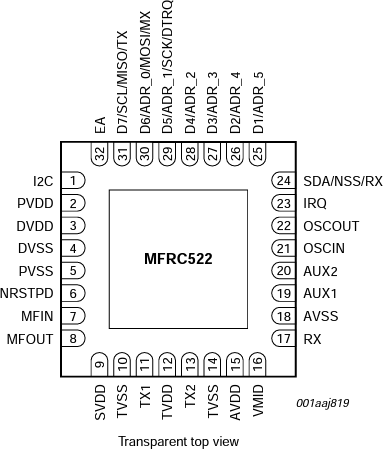 EA
D7/SCL/MISO/TX
D6/ADR_0/MOSI/MX
D5/ADR_1/SCK/DTRQ
D4/ADR_2
D3/ADR_3
D2/ADR_4
D1/ADR_5
32
31
30
29
28
27
26
25
I2C 1
PVDD 2
DVDD 3
DVSS 4
PVSS 5
NRSTPD 6
MFIN 7
MFOUT 8
MFRC522
24 SDA/NSS/RX
23 IRQ
22 OSCOUT
21 OSCIN
20 AUX2
19 AUX1
18 AVSS
17 RX
9
10
11
12
13
14
15
16
SVDD
TVSS
TX1
TVDD
TX2
TVSS
AVDD
VMID
001aaj819
Transparent top view